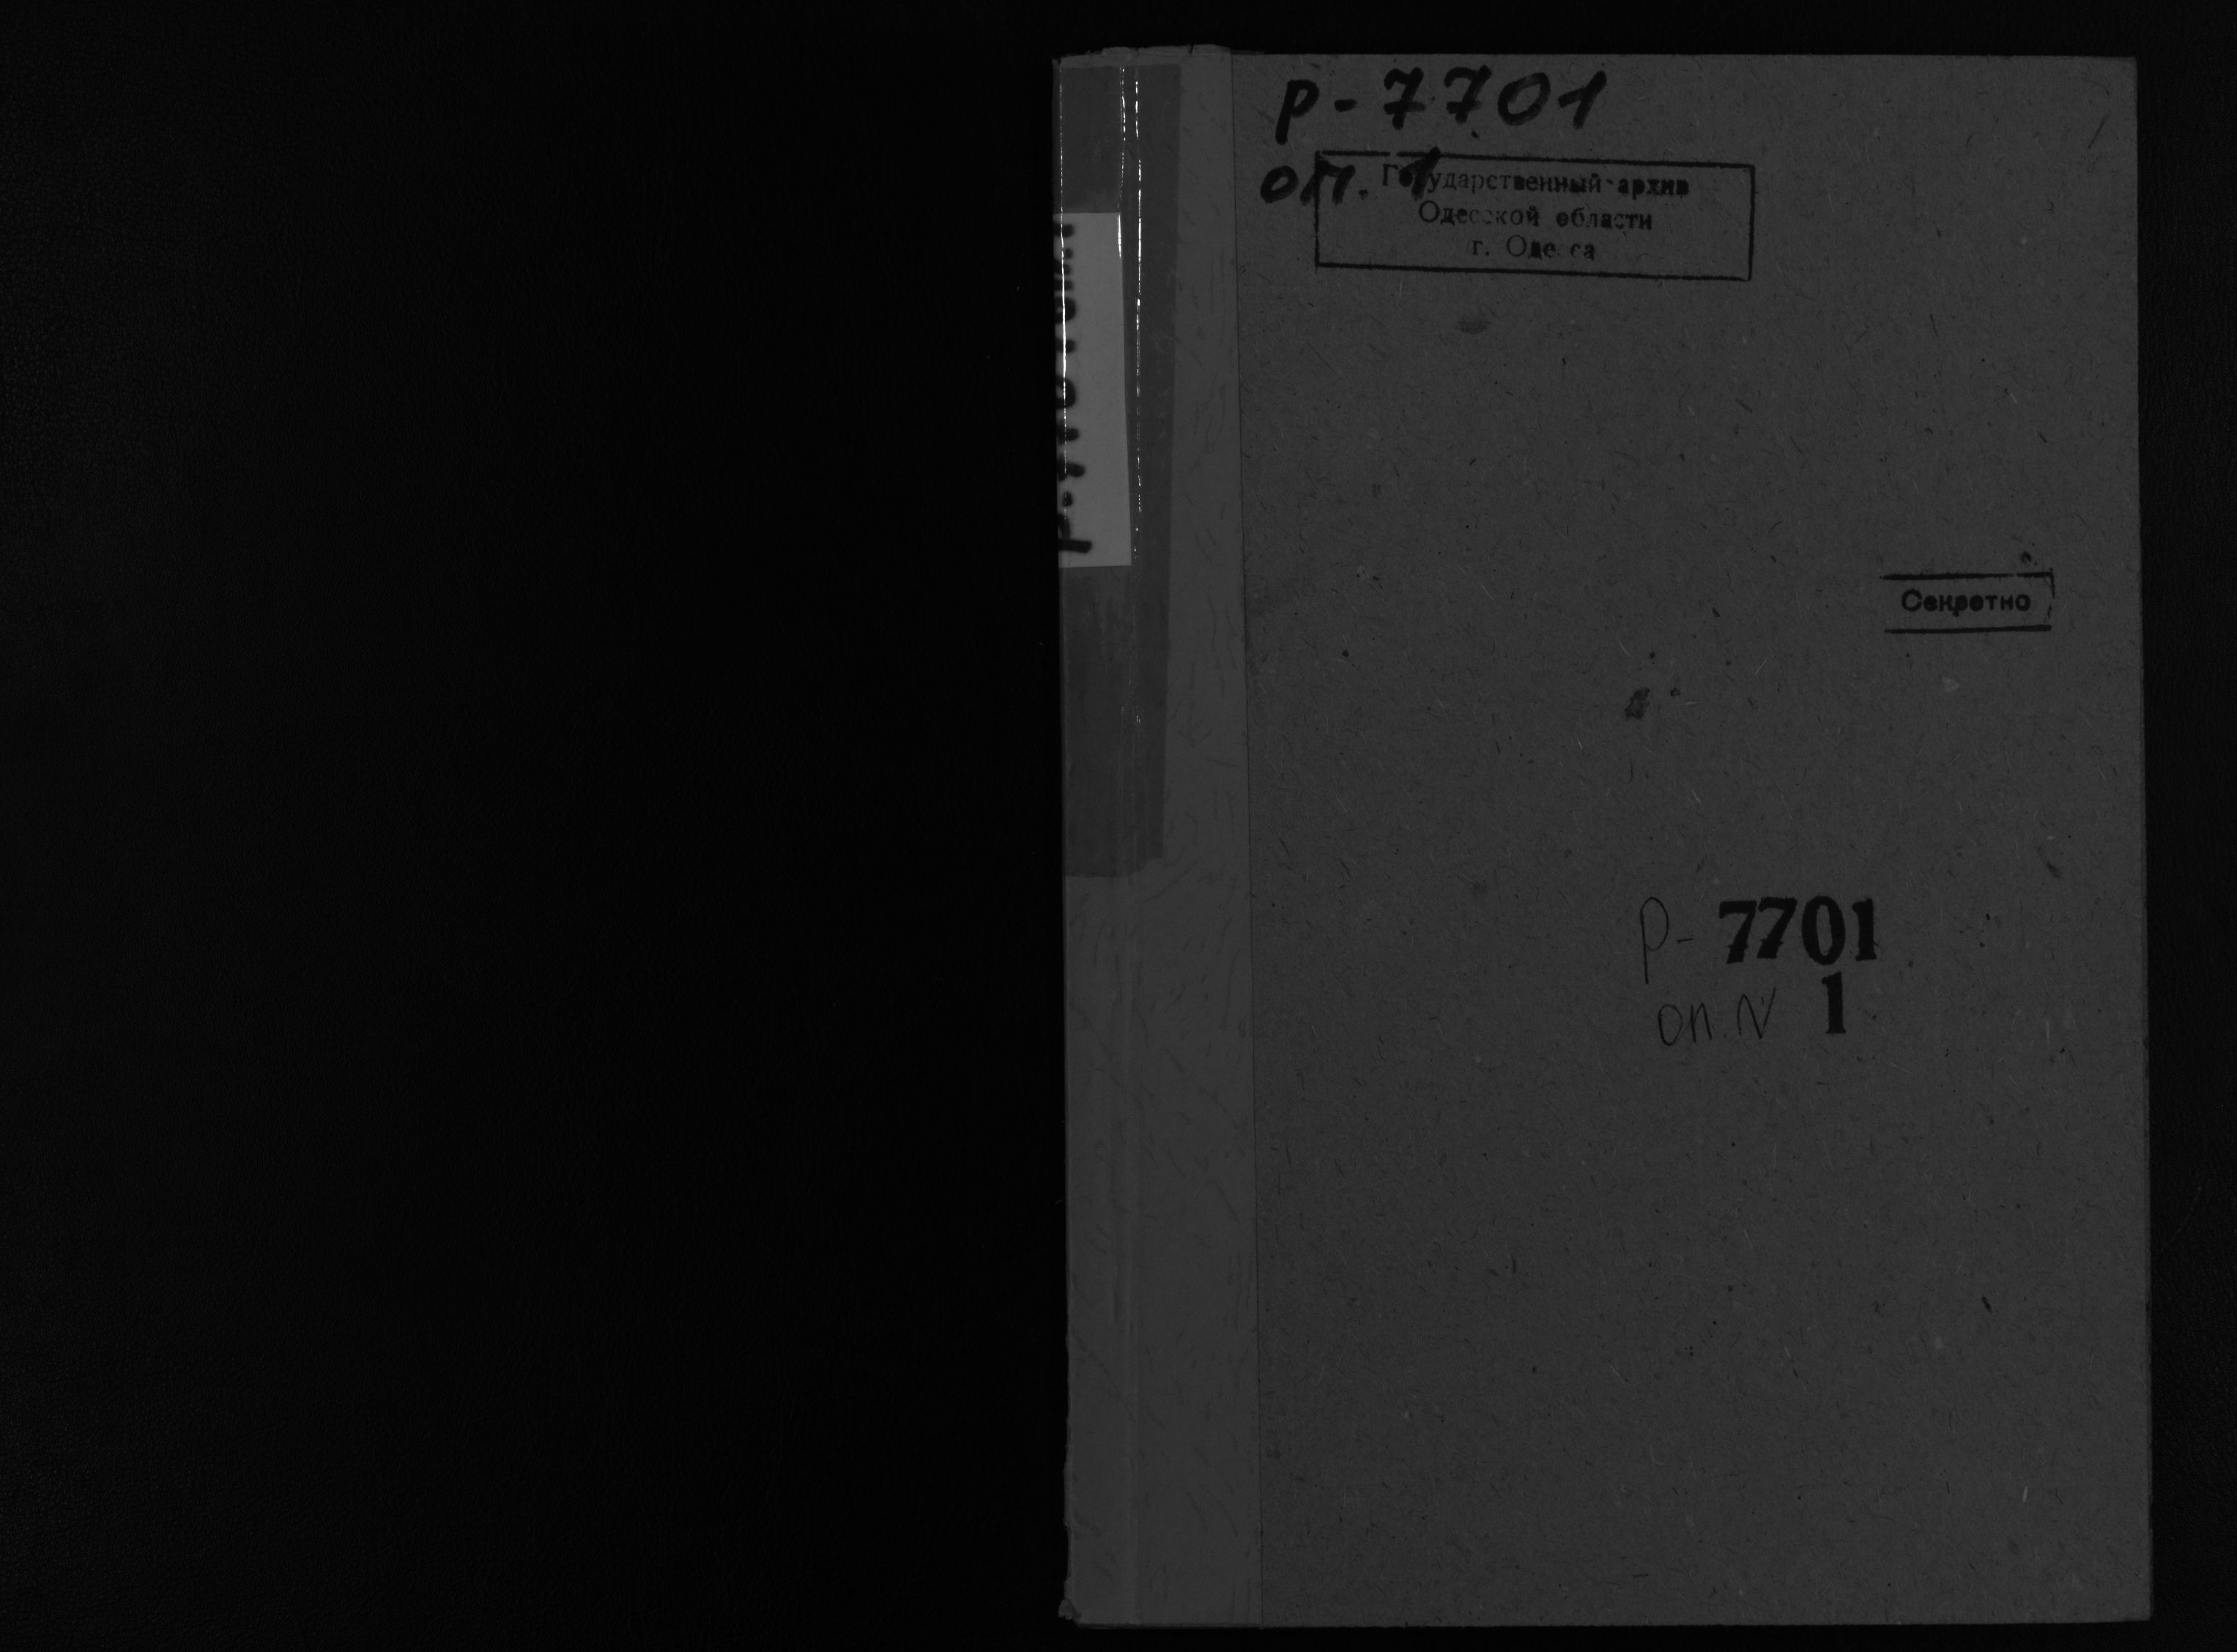 р-7701
оп. 1
Государственный архив
Одесской области
г. Одесса
Секретно
р- 7701
оп. N 1